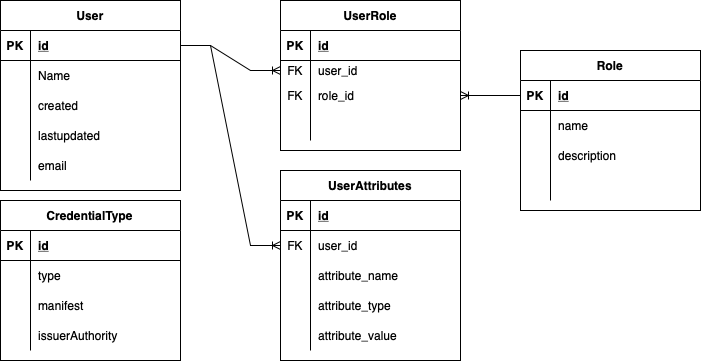 User
PK id
Name
created
lastupdated
email
UserRole
PK id
FK user_id
FK role_id
Role
PK id
name
description
CredentialType
PK id
type
manifest
issuerAuthority
UserAttributes
PK id
FK user_id
attribute_name
attribute_type
attribute_value